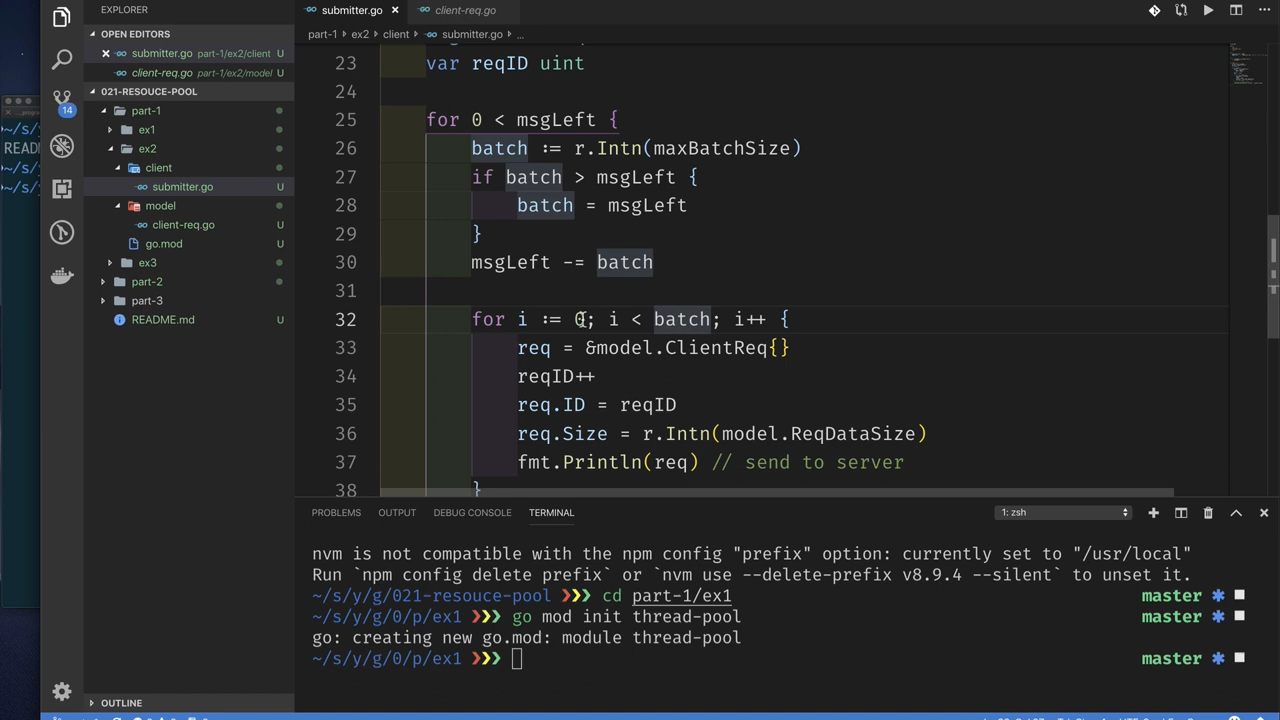 EXPLORER
OPEN EDITORS
submitter.go part-1/ex2/client U
client-req.go part-1/ex2/model U
021-RESOUCE-POOL
part-1
ex1
ex2
client
submitter.go U
model
client-req.go U
go.mod U
ex3
part-2
part-3
README.md U
OUTLINE
14
submitter.go
client-req.go
part-1 > ex2 > client > submitter.go > ...
23 var reqID uint
24
25 for 0 < msgLeft {
26 batch := r.Intn(maxBatchSize)
27 if batch > msgLeft {
28 batch = msgLeft
29 }
30 msgLeft -= batch
31
32 for i := 0; i < batch; i++ {
33 req = &model.ClientReq{}
34 reqID++
35 req.ID = reqID
36 req.Size = r.Intn(model.ReqDataSize)
37 fmt.Println(req) // send to server
38 }
PROBLEMS OUTPUT DEBUG CONSOLE TERMINAL 1: zsh
nvm is not compatible with the npm config "prefix" option: currently set to "/usr/local"
Run `npm config delete prefix` or `nvm use --delete-prefix v8.9.4 --silent` to unset it.
~/s/y/g/021-resouce-pool ❯❯❯ cd part-1/ex1 master ✱ ◼
~/s/y/g/0/p/ex1 ❯❯❯ go mod init thread-pool master ✱ ◼
go: creating new go.mod: module thread-pool
~/s/y/g/0/p/ex1 ❯❯❯ master ✱ ◼